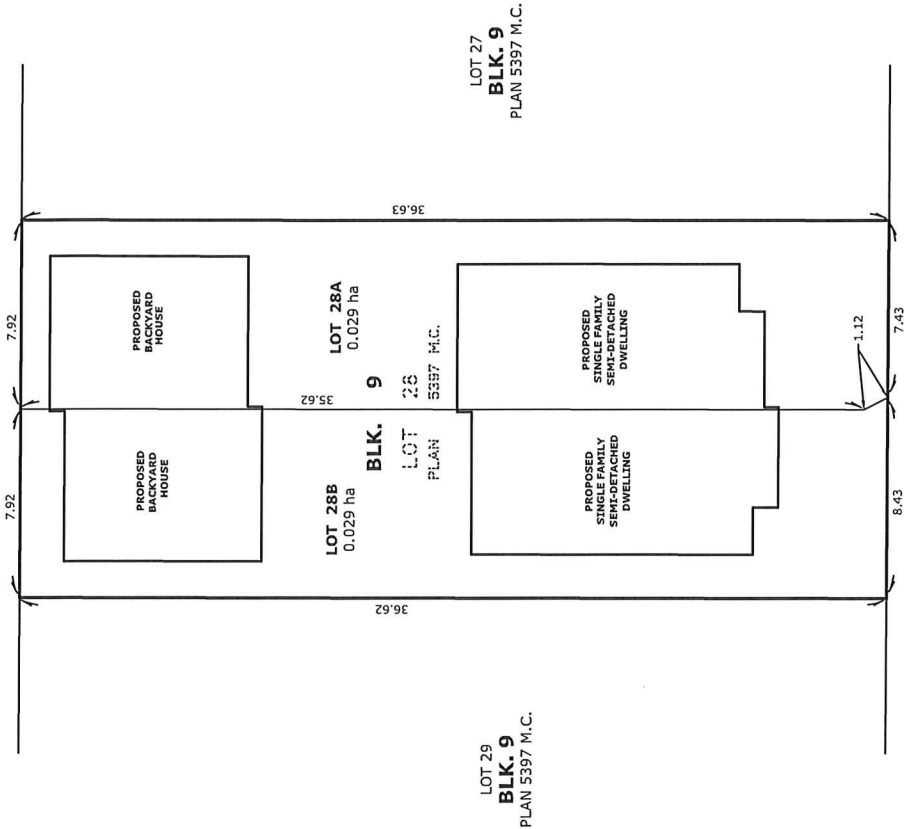 7.92
7.92
36.63
PROPOSED
BACKYARD
HOUSE
PROPOSED
BACKYARD
HOUSE
LOT 27
BLK. 9
PLAN 5397 M.C.
LOT 28A
0.029 ha
35.62
BLK. 9
LOT 28
PLAN 5397 M.C.
LOT 28B
0.029 ha
PROPOSED
SINGLE FAMILY
SEMI-DETACHED
DWELLING
PROPOSED
SINGLE FAMILY
SEMI-DETACHED
DWELLING
36.62
1.12
LOT 29
BLK. 9
PLAN 5397 M.C.
8.43
7.43